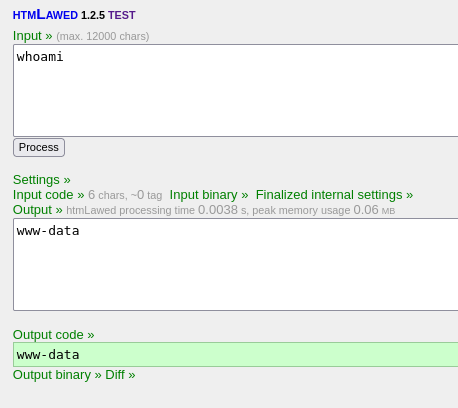 HTMLAWED 1.2.5 TEST
Input » (max. 12000 chars)
whoami
Process
Settings »
Input code » 6 chars, ~0 tag Input binary » Finalized internal settings »
Output » htmLawed processing time 0.0038 s, peak memory usage 0.06 MB
www-data
Output code »
www-data
Output binary » Diff »